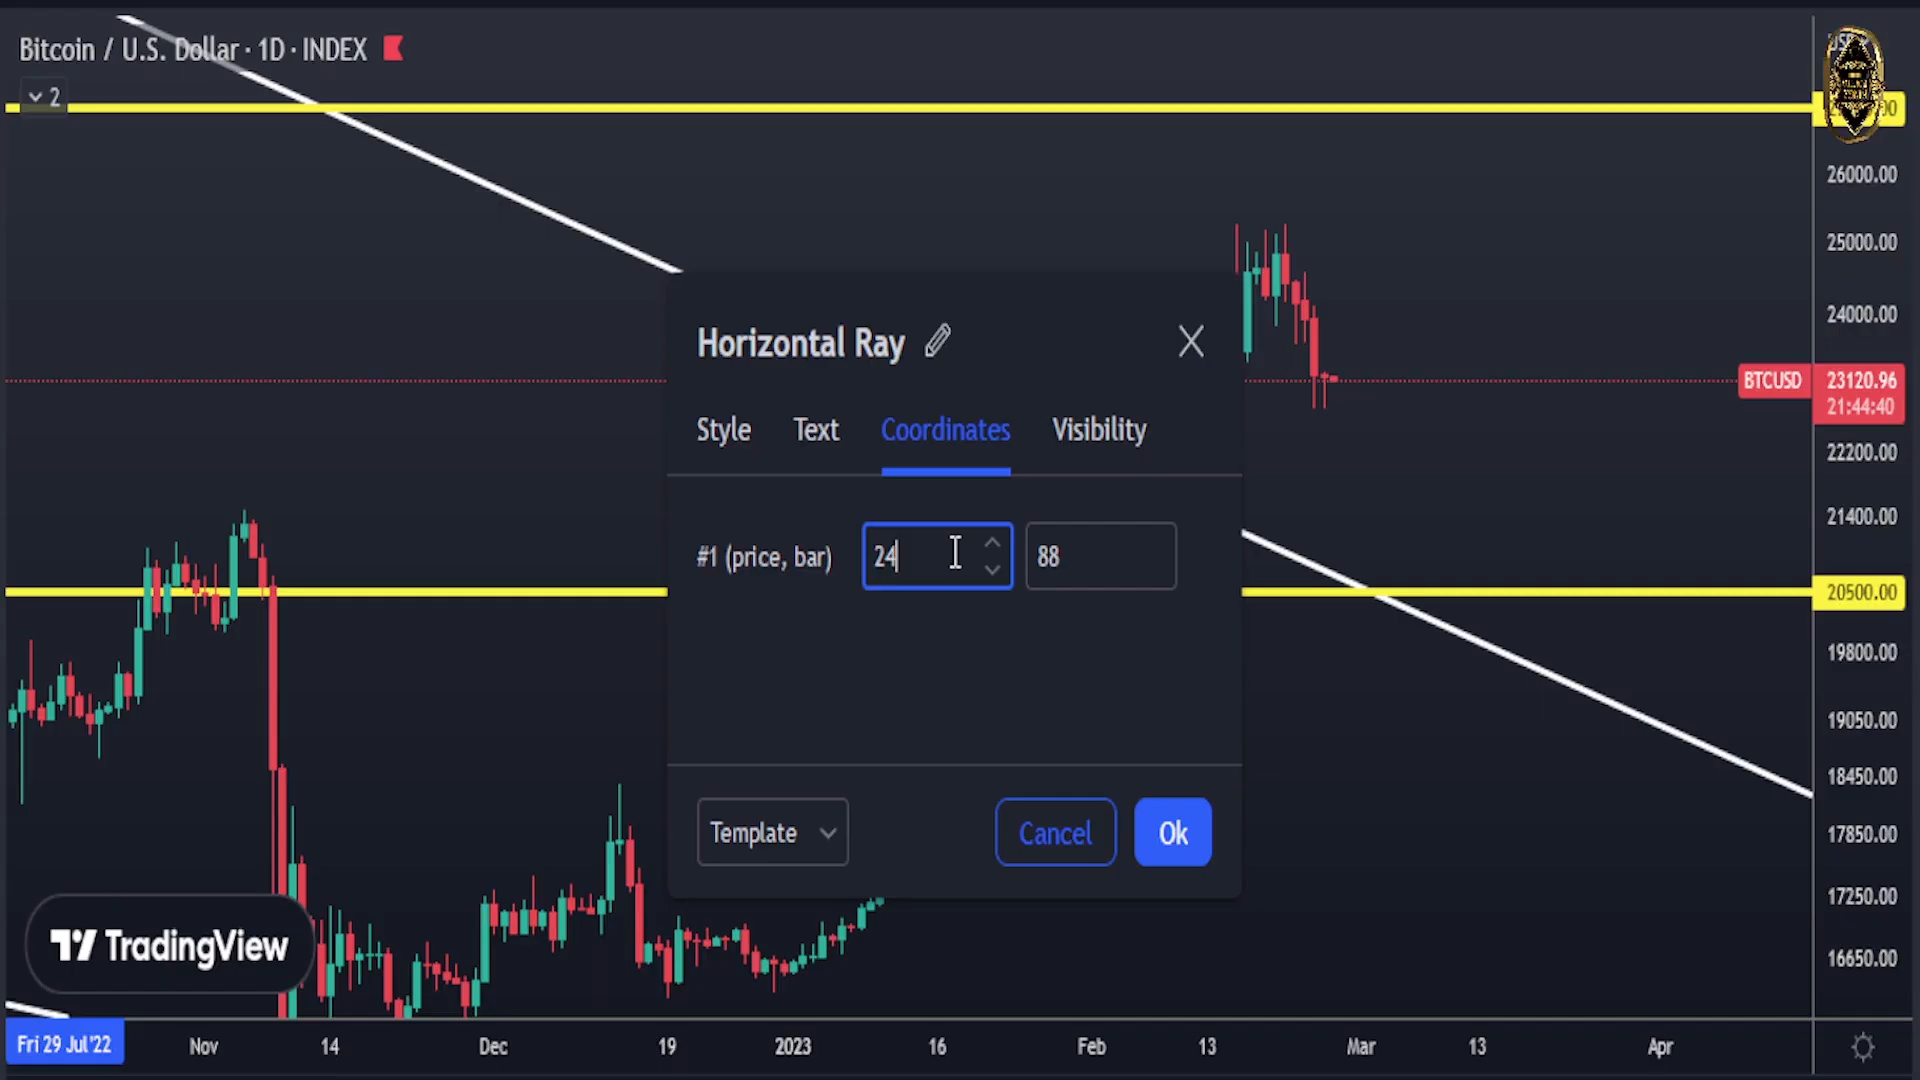 Bitcoin / U.S. Dollar · 1D · INDEX
2
26000.00
25000.00
24000.00
BTCUSD 23120.96
21:44:40
22200.00
21400.00
20500.00
19800.00
19050.00
18450.00
17850.00
17250.00
16650.00
Horizontal Ray
Style Text Coordinates Visibility
#1 (price, bar) 24 88
Template Cancel Ok
TradingView
Fri 29 Jul'22 Nov 14 Dec 19 2023 16 Feb 13 Mar 13 Apr